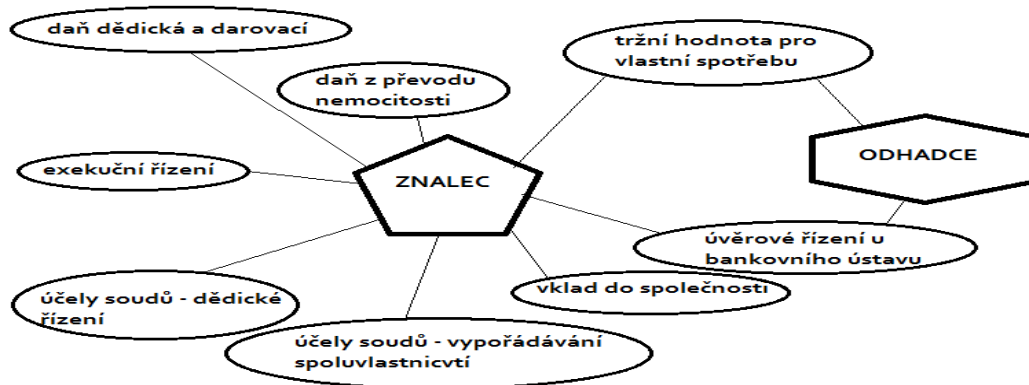 daň dědická a darovací
tržní hodnota pro
vlastní spotřebu
daň z převodu
nemocitosti
ODHADCE
exekuční řízení
ZNALEC
úvěrové řízení u
bankovního ústavu
vklad do společnosti
účely soudů - dědické
řízení
účely soudů - vypořádávání
spoluvlastnicvtí